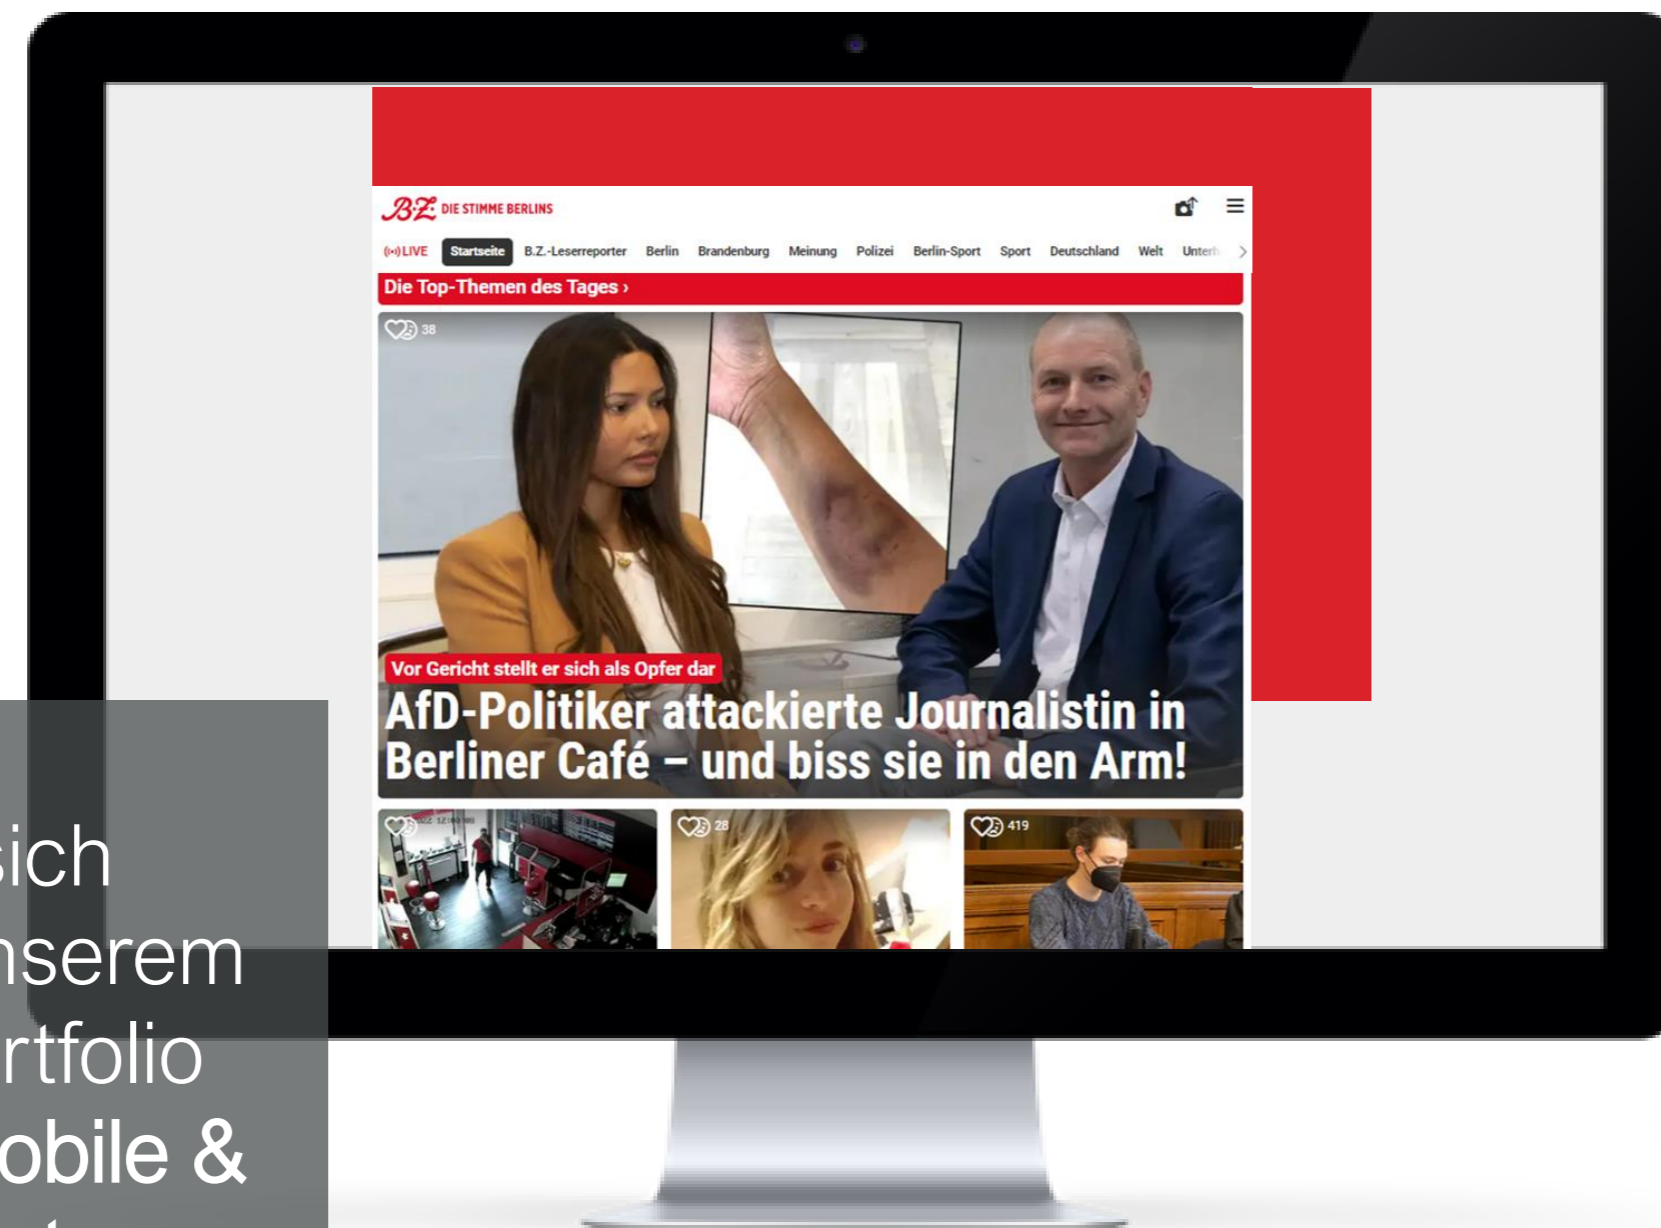 B.Z. DIE STIMME BERLINS
LIVE Startseite B.Z.-Leserreporter Berlin Brandenburg Meinung Polizei Berlin-Sport Sport Deutschland Welt Unterh
Die Top-Themen des Tages ›
38
Vor Gericht stellt er sich als Opfer dar
AfD-Politiker attackierte Journalistin in
Berliner Café – und biss sie in den Arm!
28
419
sich
nserem
rtfolio
obile &